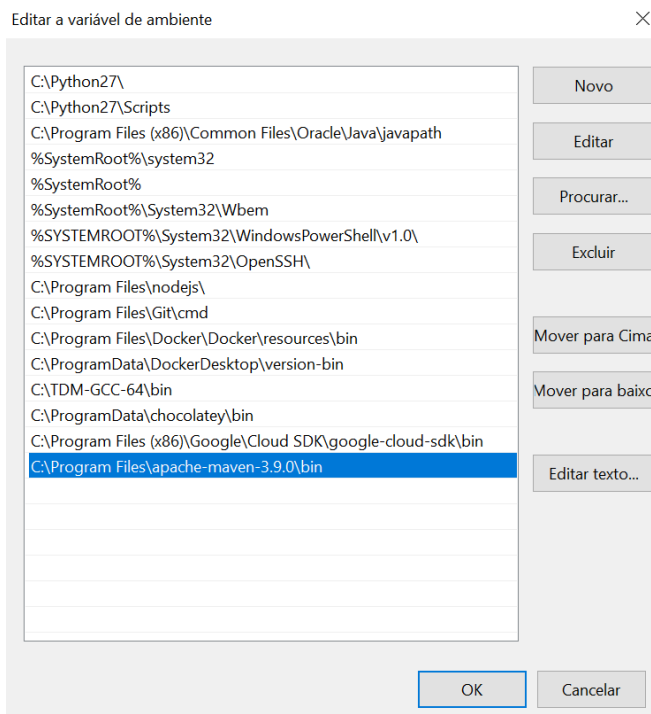 Editar a variável de ambiente
C:\Python27\
C:\Python27\Scripts
C:\Program Files (x86)\Common Files\Oracle\Java\javapath
%SystemRoot%\system32
%SystemRoot%
%SystemRoot%\System32\Wbem
%SYSTEMROOT%\System32\WindowsPowerShell\v1.0\
%SYSTEMROOT%\System32\OpenSSH\
C:\Program Files\nodejs\
C:\Program Files\Git\cmd
C:\Program Files\Docker\Docker\resources\bin
C:\ProgramData\DockerDesktop\version-bin
C:\TDM-GCC-64\bin
C:\ProgramData\chocolatey\bin
C:\Program Files (x86)\Google\Cloud SDK\google-cloud-sdk\bin
C:\Program Files\apache-maven-3.9.0\bin
Novo
Editar
Procurar...
Excluir
Mover para Cima
Mover para baixo
Editar texto...
OK
Cancelar